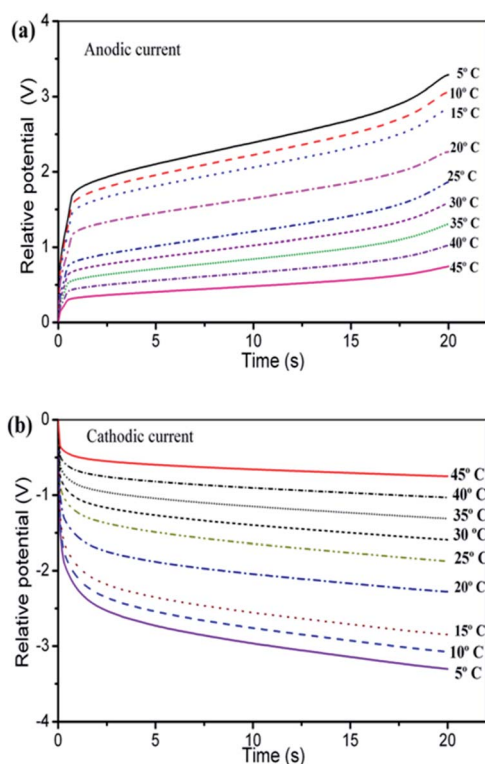 (a)
Anodic current
Relative potential (V)
4
3
2
1
0
5º C
10º C
15º C
20º C
25º C
30º C
35º C
40º C
45º C
0 5 10 15 20
Time (s)
(b)
Cathodic current
Relative potential (V)
0
-1
-2
-3
-4
45º C
40º C
35º C
30 ºC
25º C
20º C
15º C
10º C
5º C
0 5 10 15 20
Time (s)